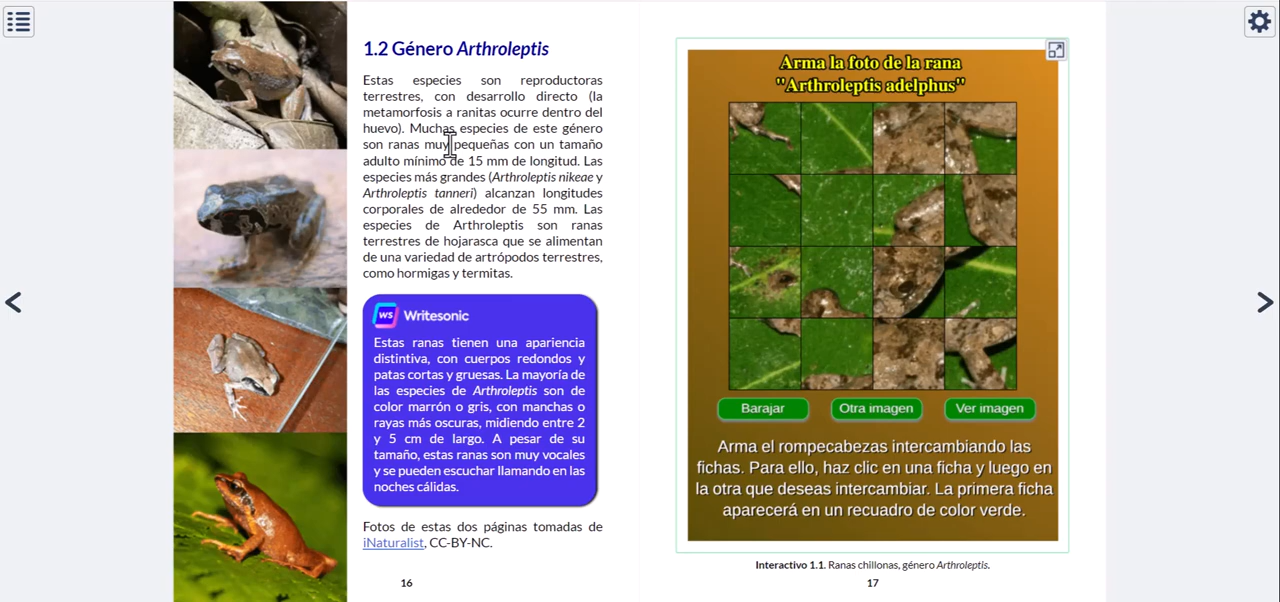 1.2 Género Arthroleptis
Estas especies son reproductoras
terrestres, con desarrollo directo (la
metamorfosis a ranitas ocurre dentro del
huevo). Muchas especies de este género
son ranas muy pequeñas con un tamaño
adulto mínimo de 15 mm de longitud. Las
especies más grandes (Arthroleptis nikeae y
Arthroleptis tanneri) alcanzan longitudes
corporales de alrededor de 55 mm. Las
especies de Arthroleptis son ranas
terrestres de hojarasca que se alimentan
de una variedad de artrópodos terrestres,
como hormigas y termitas.
ws Writesonic
Estas ranas tienen una apariencia
distintiva, con cuerpos redondos y
patas cortas y gruesas. La mayoría de
las especies de Arthroleptis son de
color marrón o gris, con manchas o
rayas más oscuras, midiendo entre 2
y 5 cm de largo. A pesar de su
tamaño, estas ranas son muy vocales
y se pueden escuchar llamando en las
noches cálidas.
Fotos de estas dos páginas tomadas de
iNaturalist, CC-BY-NC.
16
Arma la foto de la rana
"Arthroleptis adelphus"
Barajar
Otra imagen
Ver imagen
Arma el rompecabezas intercambiando las
fichas. Para ello, haz clic en una ficha y luego en
la otra que deseas intercambiar. La primera ficha
aparecerá en un recuadro de color verde.
Interactivo 1.1. Ranas chillonas, género Arthroleptis.
17